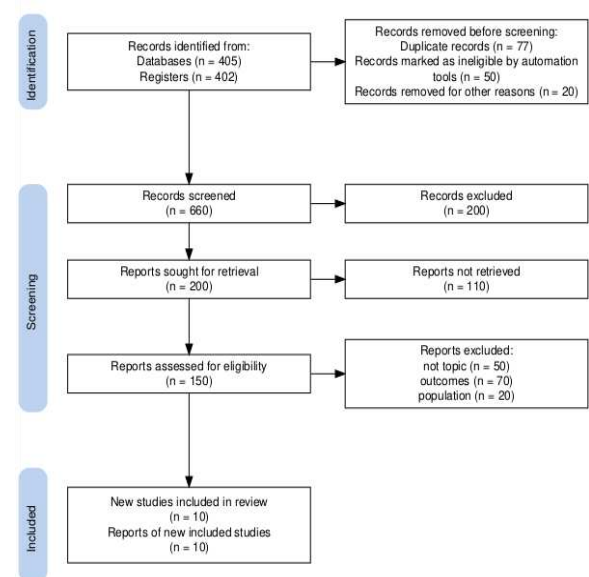 Identification
Records identified from:
Databases (n = 405)
Registers (n = 402)
Records removed before screening:
Duplicate records (n = 77)
Records marked as ineligible by automation
tools (n = 50)
Records removed for other reasons (n = 20)
Screening
Records screened
(n = 660)
Records excluded
(n = 200)
Reports sought for retrieval
(n = 200)
Reports not retrieved
(n = 110)
Reports assessed for eligibility
(n = 150)
Reports excluded:
not topic (n = 50)
outcomes (n = 70)
population (n = 20)
Included
New studies included in review
(n = 10)
Reports of new included studies
(n = 10)